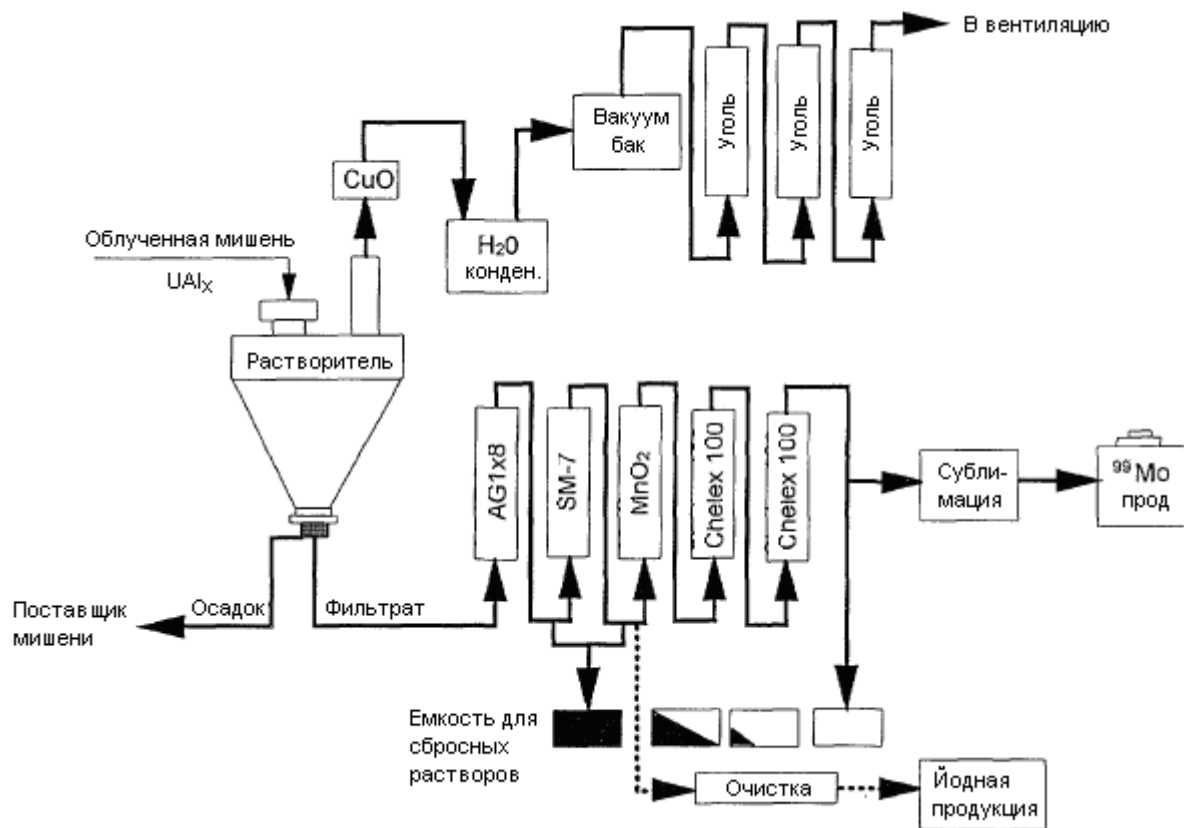 В вентиляцию
Вакуум
бак
Уголь
Уголь
Уголь
CuO
H₂0
конден.
Облученная мишень
UAlX
Растворитель
AG1x8
SM-7
MnO₂
Chelex 100
Chelex 100
Субли-
мация
⁹⁹Mo
прод
Поставщик
мишени
Осадок
Фильтрат
Емкость для
сбросных
растворов
Очистка
Йодная
продукция